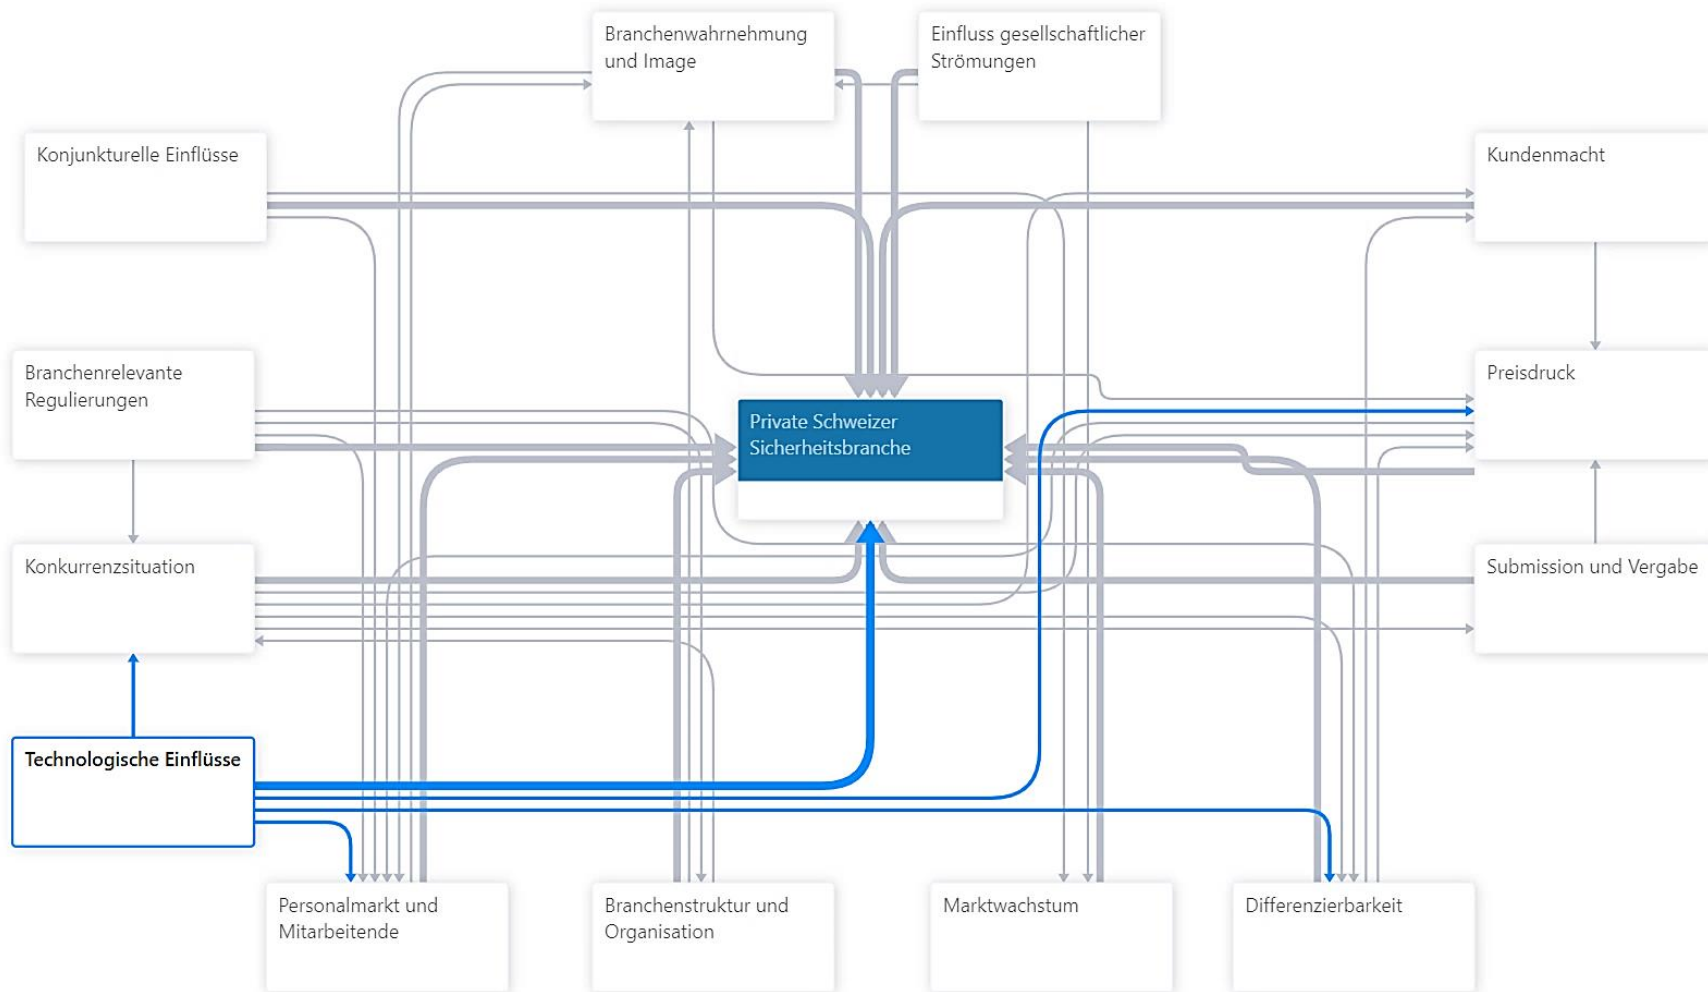 Branchenwahrnehmung
und Image
Einfluss gesellschaftlicher
Strömungen
Konjunkturelle Einflüsse
Kundenmacht
Branchenrelevante
Regulierungen
Preisdruck
Private Schweizer
Sicherheitsbranche
Konkurrenzsituation
Submission und Vergabe
Technologische Einflüsse
Personalmarkt und
Mitarbeitende
Branchenstruktur und
Organisation
Marktwachstum
Differenzierbarkeit